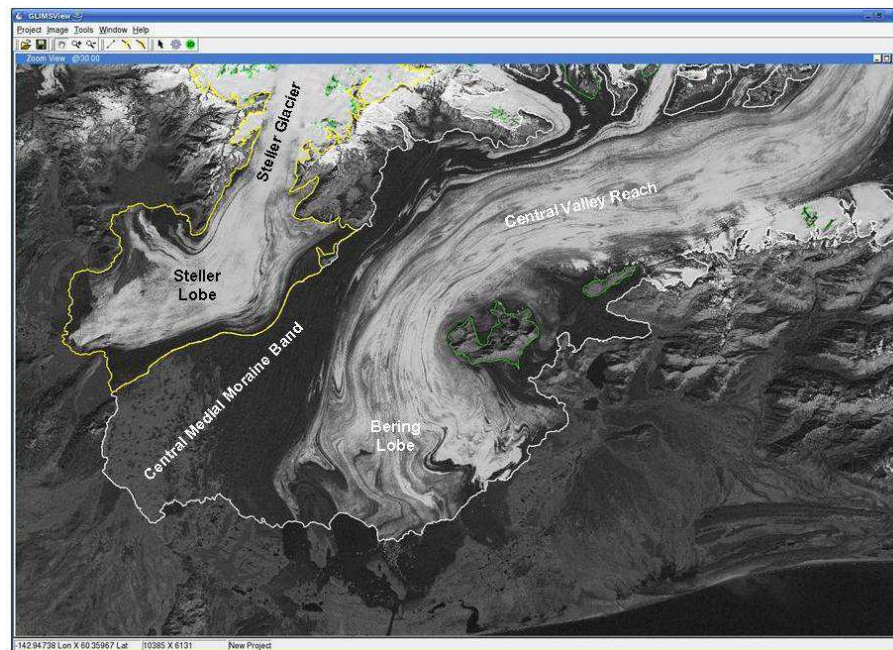 GLIMSView
Project Image Tools Window Help
Zoom View @30.00
Steller Glacier
Central Valley Reach
Steller
Lobe
Central Medial Moraine Band
Bering
Lobe
-142.94738 Lon X 60.35967 Lat 10385 X 6131 New Project